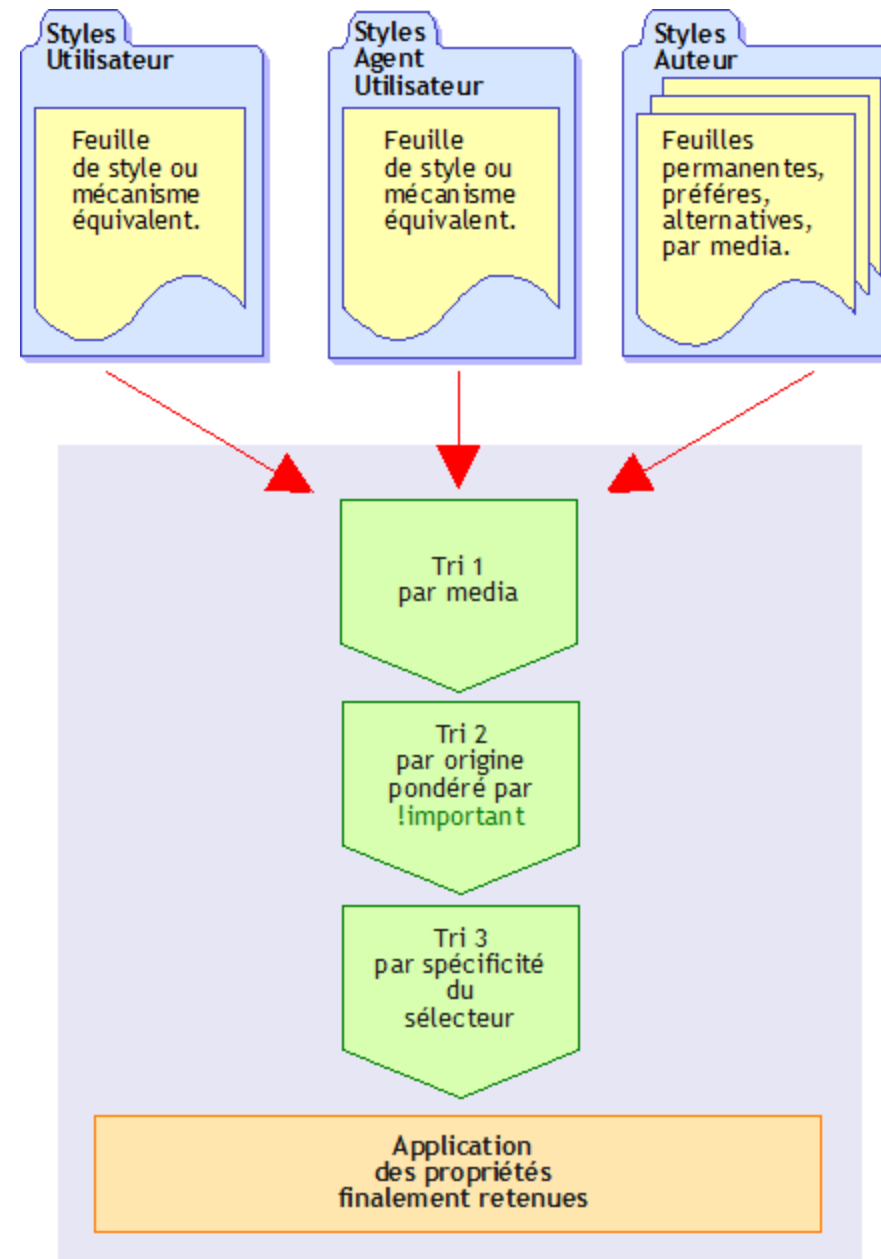 Styles
Utilisateur
Feuille
de style ou
mécanisme
équivalent.
Styles
Agent
Utilisateur
Feuille
de style ou
mécanisme
équivalent.
Styles
Auteur
Feuilles
permanentes,
préféres,
alternatives,
par media.
Tri 1
par media
Tri 2
par origine
pondéré par
!important
Tri 3
par spécificité
du
sélecteur
Application
des propriétés
finalement retenues